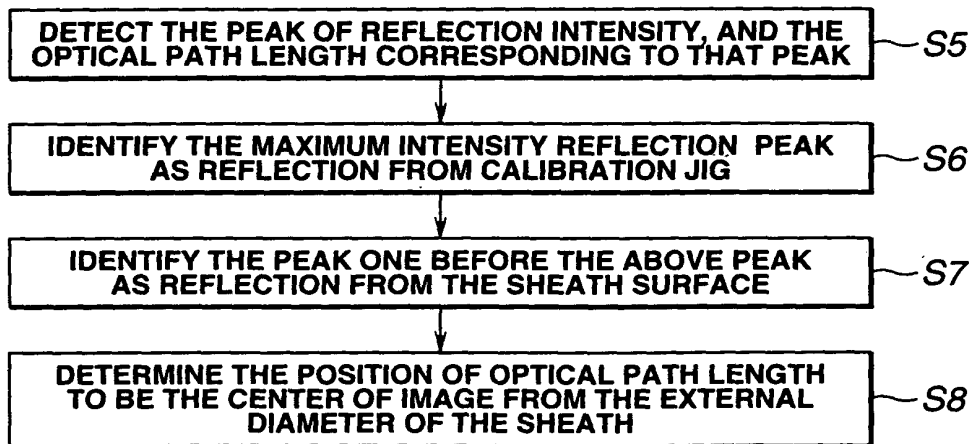 DETECT THE PEAK OF REFLECTION INTENSITY, AND THE
OPTICAL PATH LENGTH CORRESPONDING TO THAT PEAK
S5
IDENTIFY THE MAXIMUM INTENSITY REFLECTION PEAK
AS REFLECTION FROM CALIBRATION JIG
S6
IDENTIFY THE PEAK ONE BEFORE THE ABOVE PEAK
AS REFLECTION FROM THE SHEATH SURFACE
S7
DETERMINE THE POSITION OF OPTICAL PATH LENGTH
TO BE THE CENTER OF IMAGE FROM THE EXTERNAL
DIAMETER OF THE SHEATH
S8